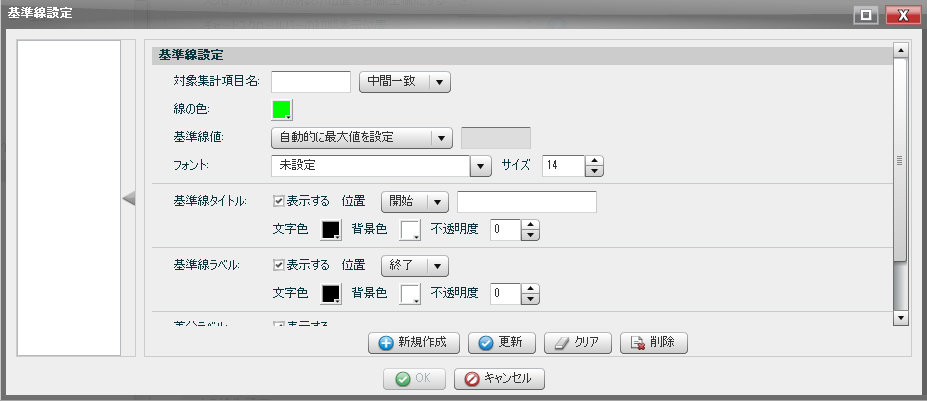 基準線設定
基準線設定
対象集計項目名: 中間一致
線の色:
基準線値: 自動的に最大値を設定
フォント: 未設定 サイズ 14
基準線タイトル: 表示する 位置 開始
文字色 背景色 不透明度 0
基準線ラベル: 表示する 位置 終了
文字色 背景色 不透明度 0
新規作成 更新 クリア 削除
OK キャンセル